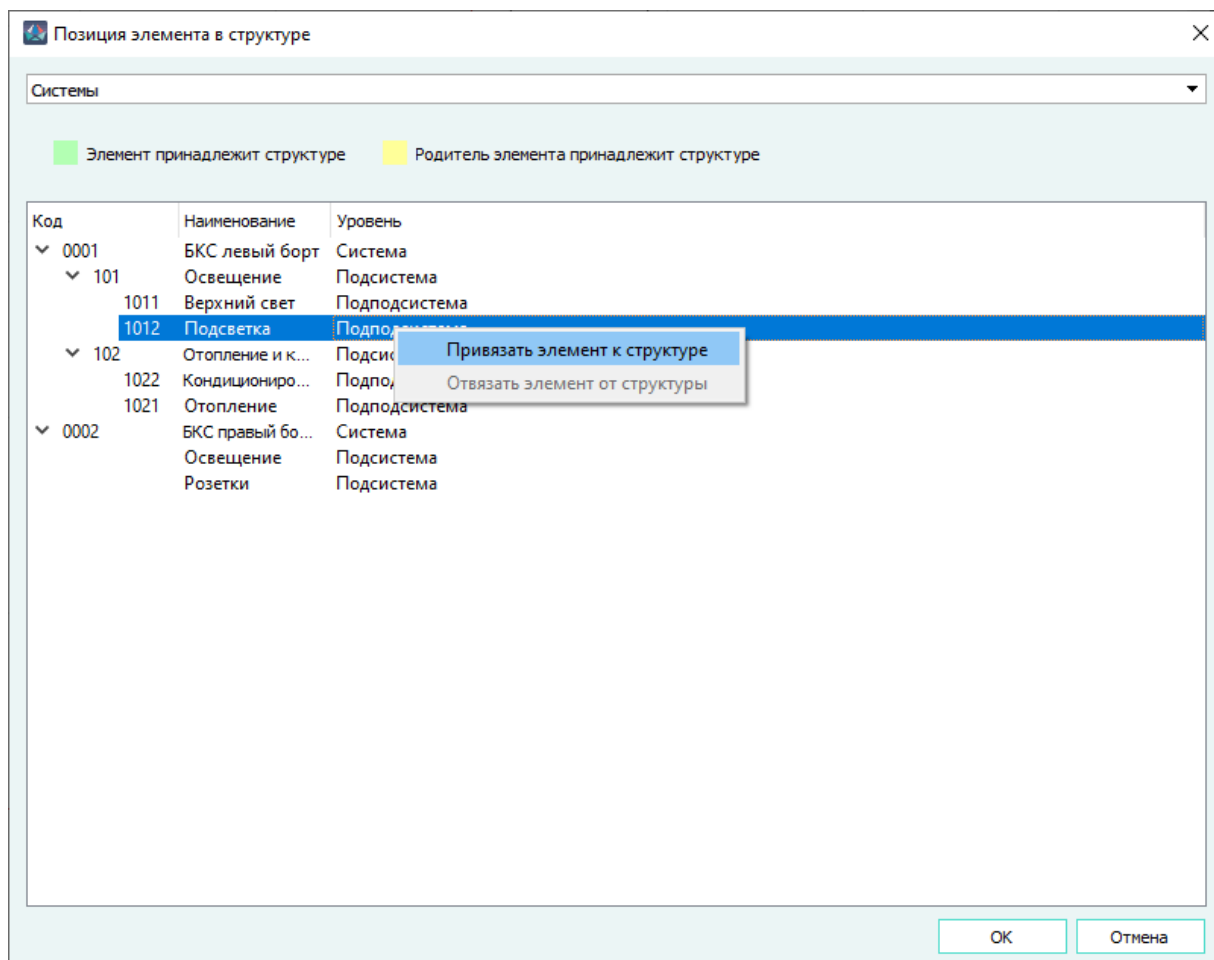 Позиция элемента в структуре
Системы
Элемент принадлежит структуре Родитель элемента принадлежит структуре
Код Наименование Уровень
0001 БКС левый борт Система
101 Освещение Подсистема
1011 Верхний свет Подподсистема
1012 Подсветка
Привязать элемент к структуре
102 Отопление и к...
Отвязать элемент от структуры
1022 Кондициониро...
1021 Отопление Подподсистема
0002 БКС правый бо... Система
Освещение Подсистема
Розетки Подсистема
OK Отмена